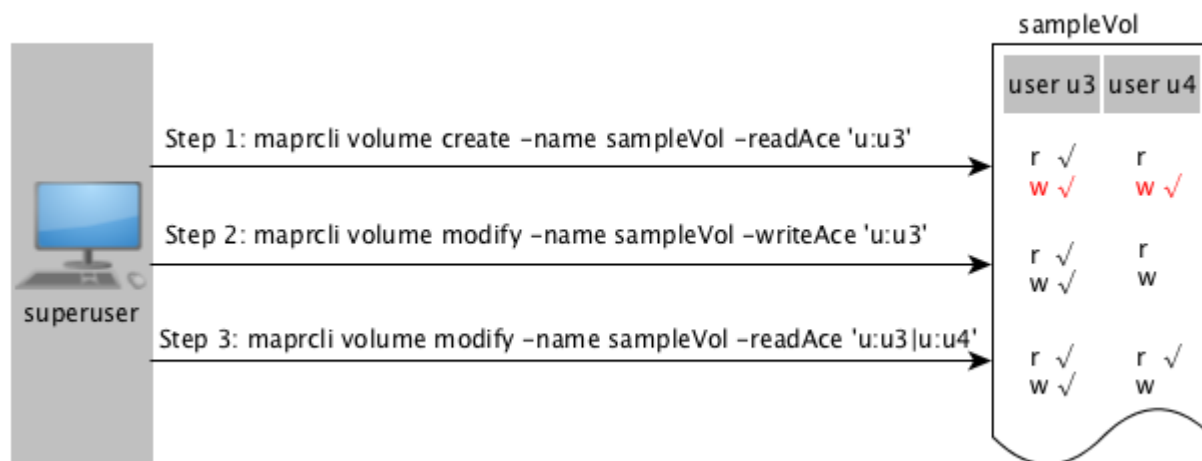 sampleVol
user u3 user u4
Step 1: maprcli volume create –name sampleVol –readAce 'u:u3'
r √ r
w √ w √
Step 2: maprcli volume modify –name sampleVol –writeAce 'u:u3'
r √ r
w √ w
superuser
Step 3: maprcli volume modify –name sampleVol –readAce 'u:u3|u:u4'
r √ r √
w √ w